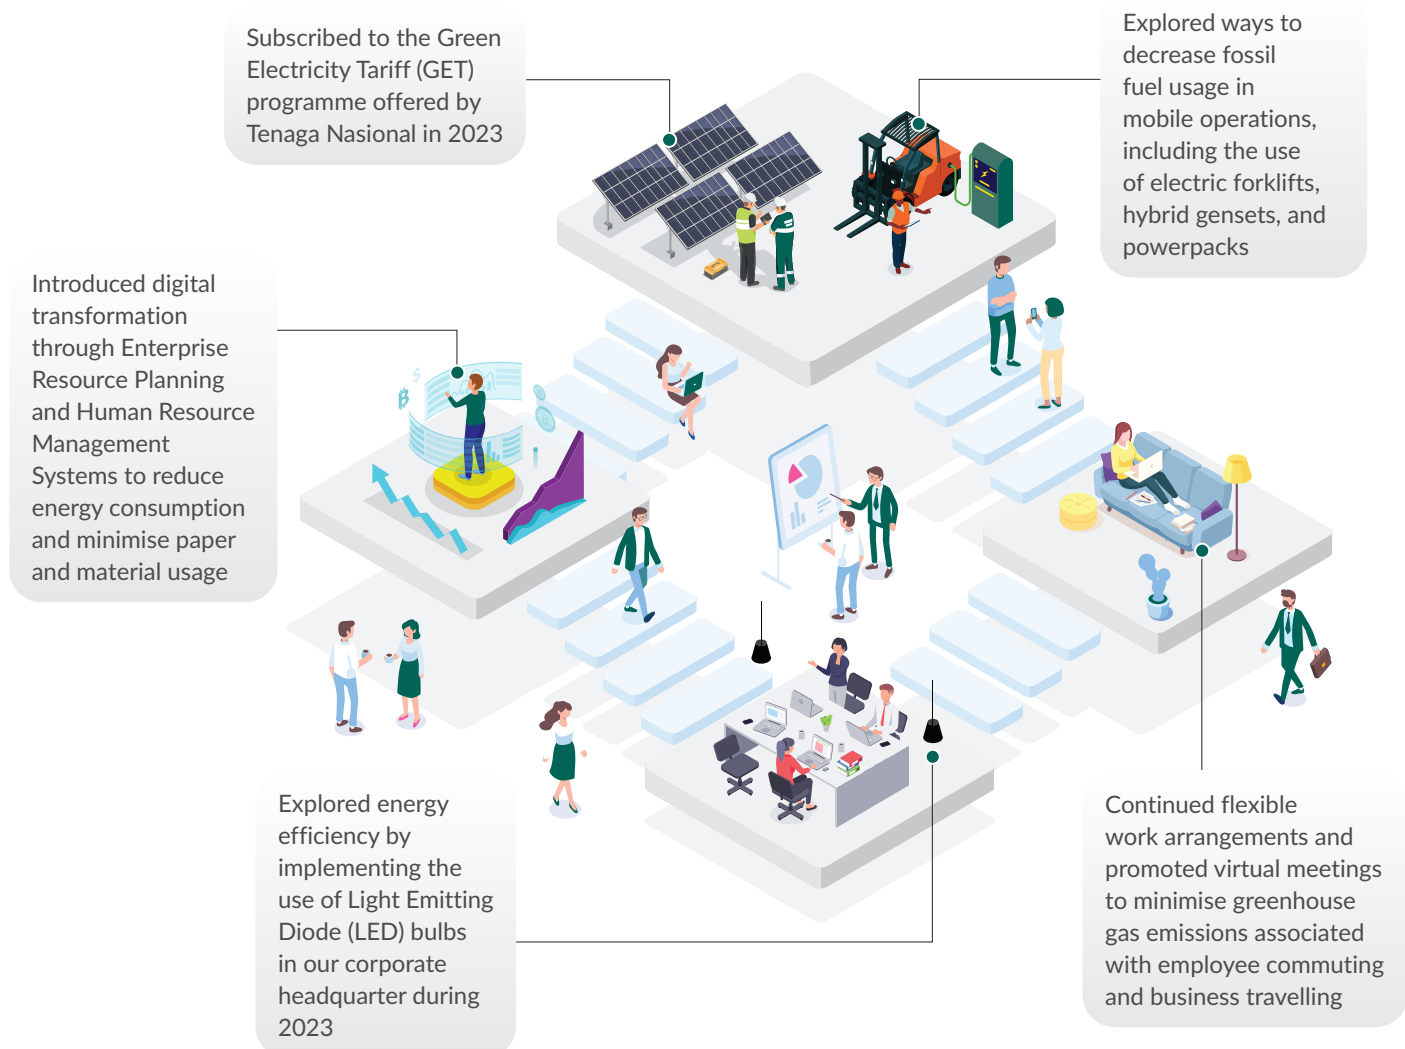 Subscribed to the Green
Electricity Tariff (GET)
programme offered by
Tenaga Nasional in 2023
Explored ways to
decrease fossil
fuel usage in
mobile operations,
including the use
of electric forklifts,
hybrid gensets, and
powerpacks
Introduced digital
transformation
through Enterprise
Resource Planning
and Human Resource
Management
Systems to reduce
energy consumption
and minimise paper
and material usage
Explored energy
efficiency by
implementing the
use of Light Emitting
Diode (LED) bulbs
in our corporate
headquarter during
2023
Continued flexible
work arrangements and
promoted virtual meetings
to minimise greenhouse
gas emissions associated
with employee commuting
and business travelling